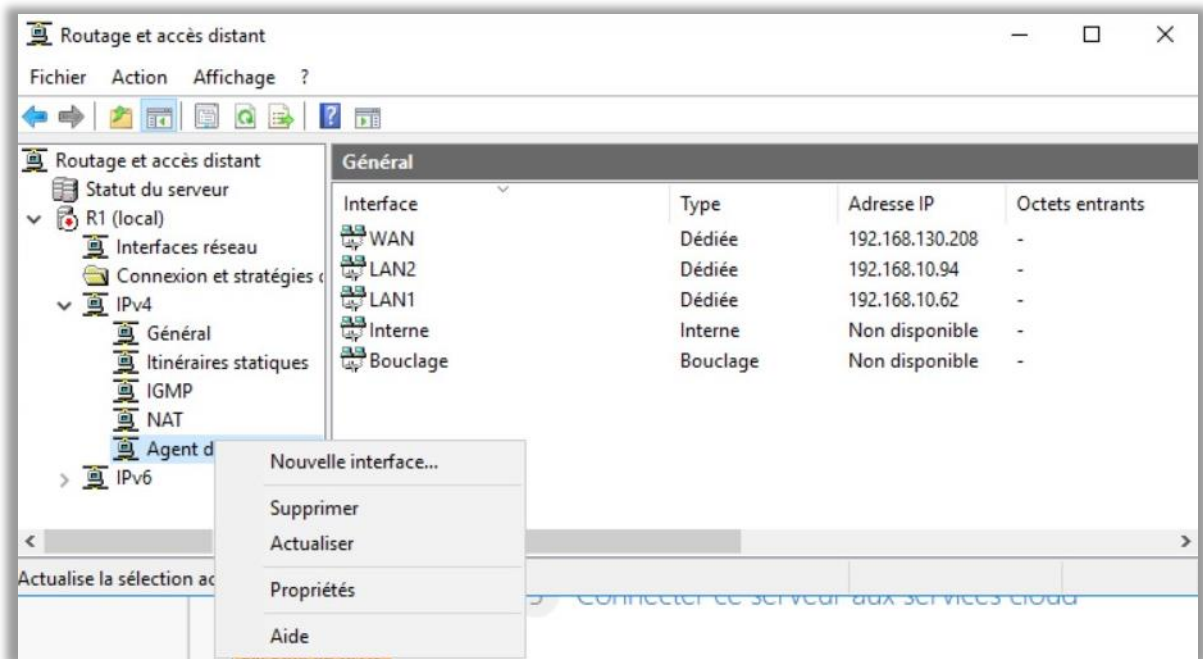 Routage et accès distant
Fichier Action Affichage ?
Routage et accès distant
Statut du serveur
R1 (local)
Interfaces réseau
Connexion et stratégies
IPv4
Général
Itinéraires statiques
IGMP
NAT
Agent d
IPv6
Général
Interface Type Adresse IP Octets entrants
WAN Dédiée 192.168.130.208 -
LAN2 Dédiée 192.168.10.94 -
LAN1 Dédiée 192.168.10.62 -
Interne Interne Non disponible -
Bouclage Bouclage Non disponible -
Nouvelle interface...
Supprimer
Actualiser
Propriétés
Aide
Actualise la sélection ac
Connecter ce serveur aux services cloud